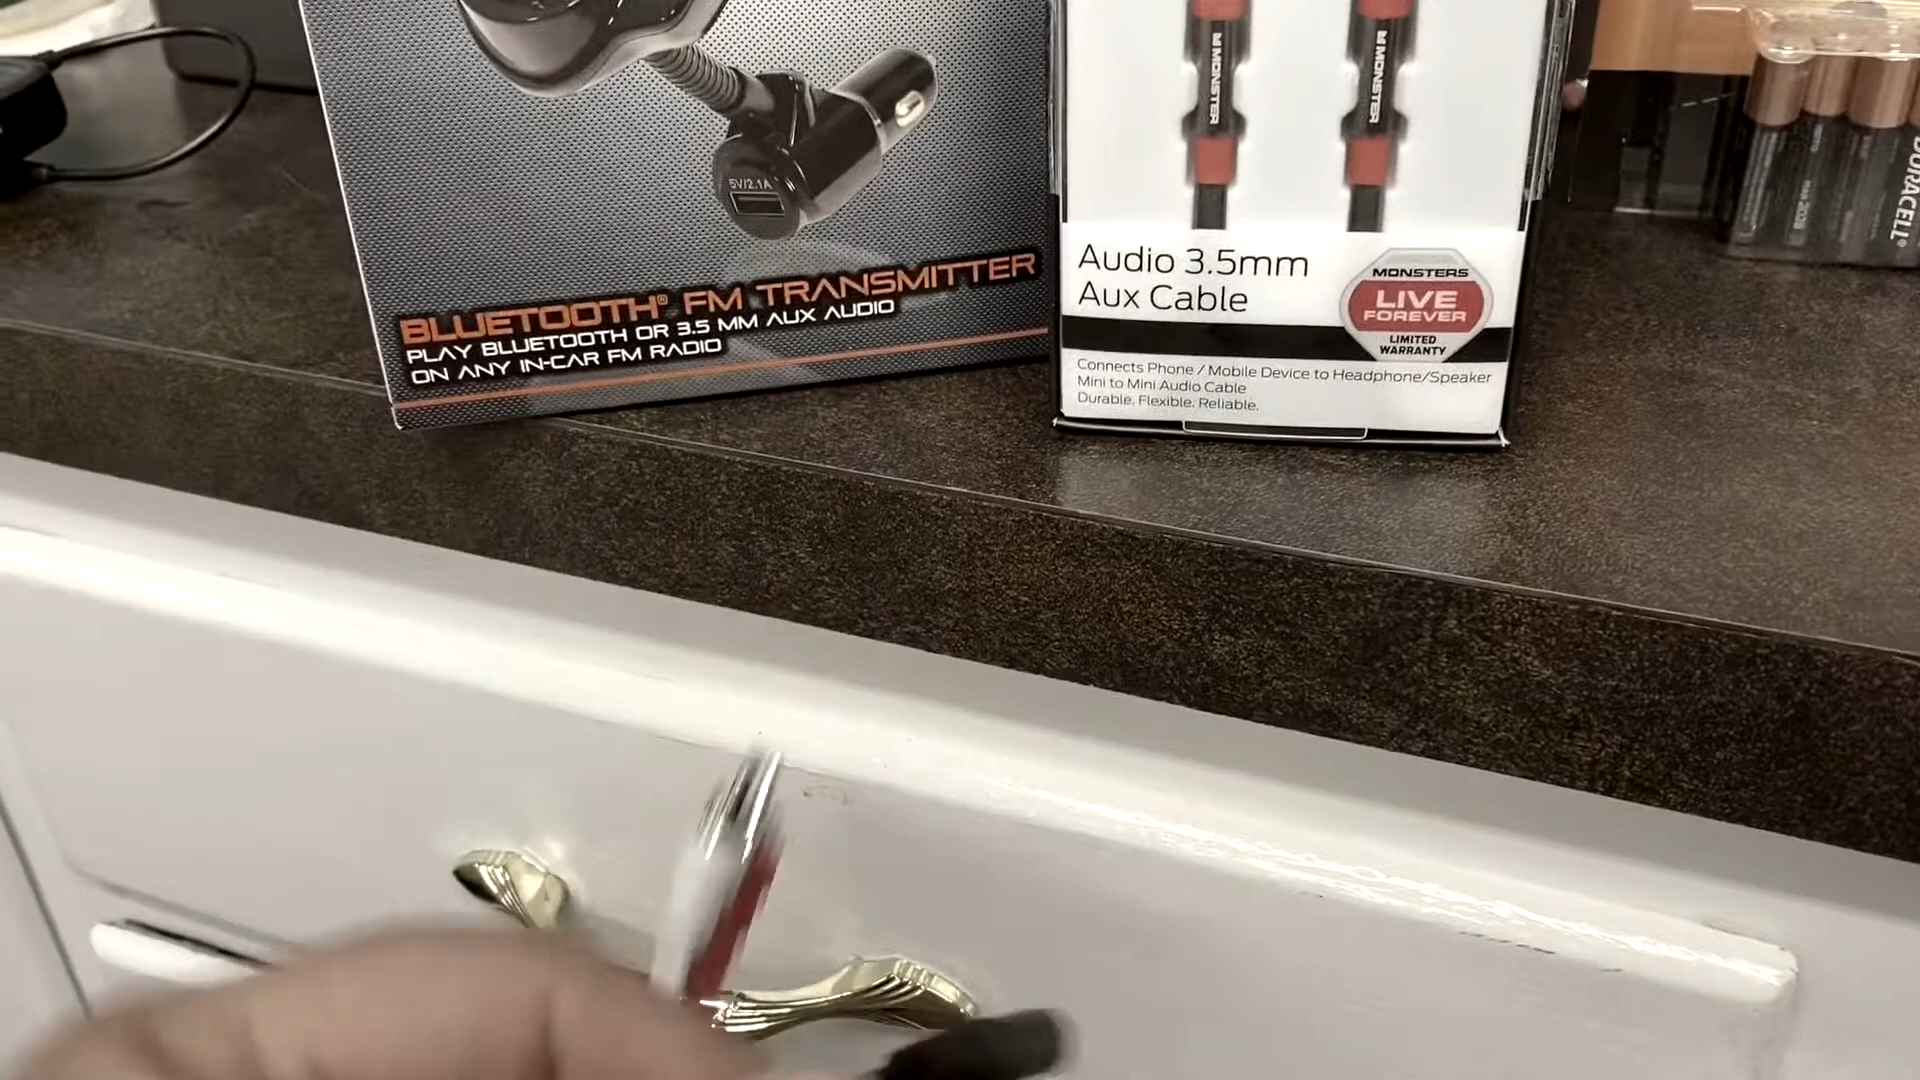 5V/2.1A
BLUETOOTH® FM TRANSMITTER
PLAY BLUETOOTH OR 3.5 MM AUX AUDIO
ON ANY IN-CAR FM RADIO
MONSTER
MONSTER
Audio 3.5mm
Aux Cable
MONSTERS
LIVE
FOREVER
LIMITED
WARRANTY
Connects Phone / Mobile Device to Headphone/Speaker
Mini to Mini Audio Cable
Durable. Flexible. Reliable.
DURACELL®